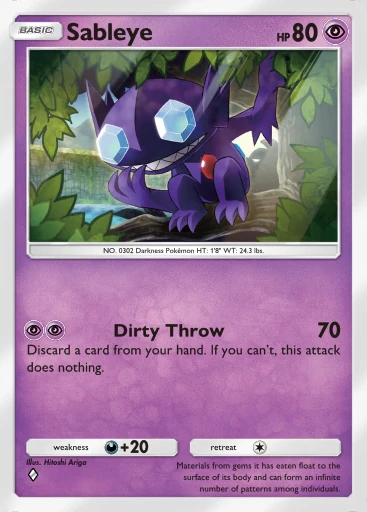 BASIC Sableye HP 80
NO. 0302 Darkness Pokémon HT: 1'8" WT: 24.3 lbs.
Dirty Throw 70
Discard a card from your hand. If you can't, this attack
does nothing.
weakness +20 retreat
Illus. Hitoshi Ariga
Materials from gems it has eaten float to the
surface of its body and can form an infinite
number of patterns among individuals.